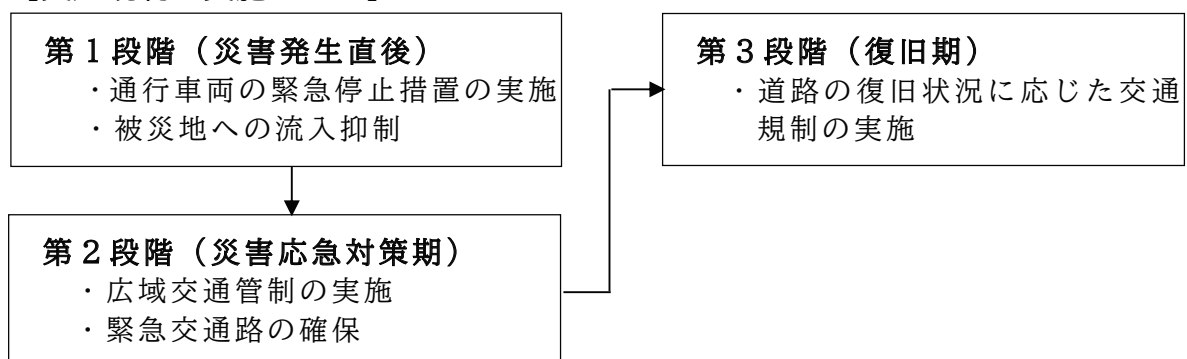 第１段階（災害発生直後）
・通行車両の緊急停止措置の実施
・被災地への流入抑制
第２段階（災害応急対策期）
・広域交通管制の実施
・緊急交通路の確保
第３段階（復旧期）
・道路の復旧状況に応じた交通
規制の実施